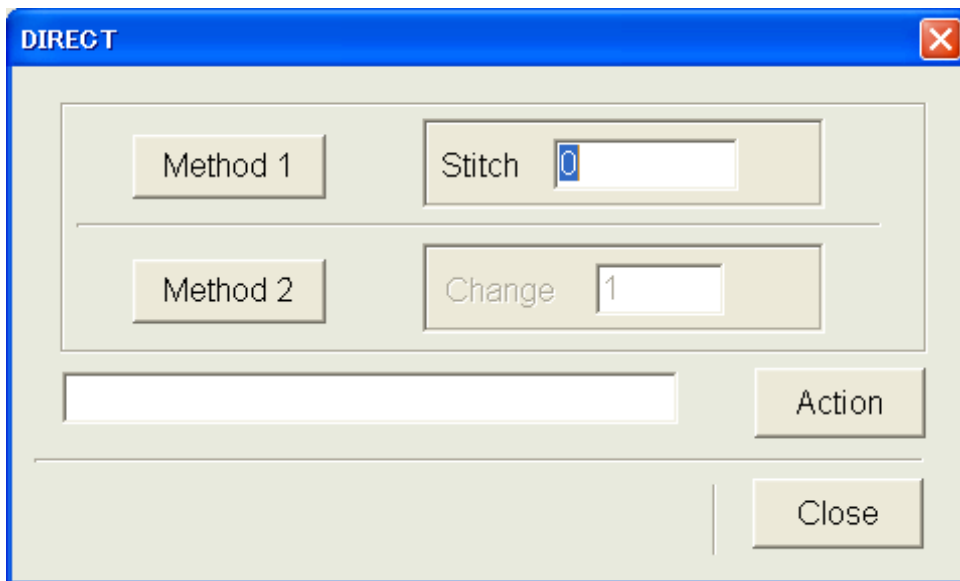 DIRECT
Method 1
Stitch 0
Method 2
Change 1
Action
Close